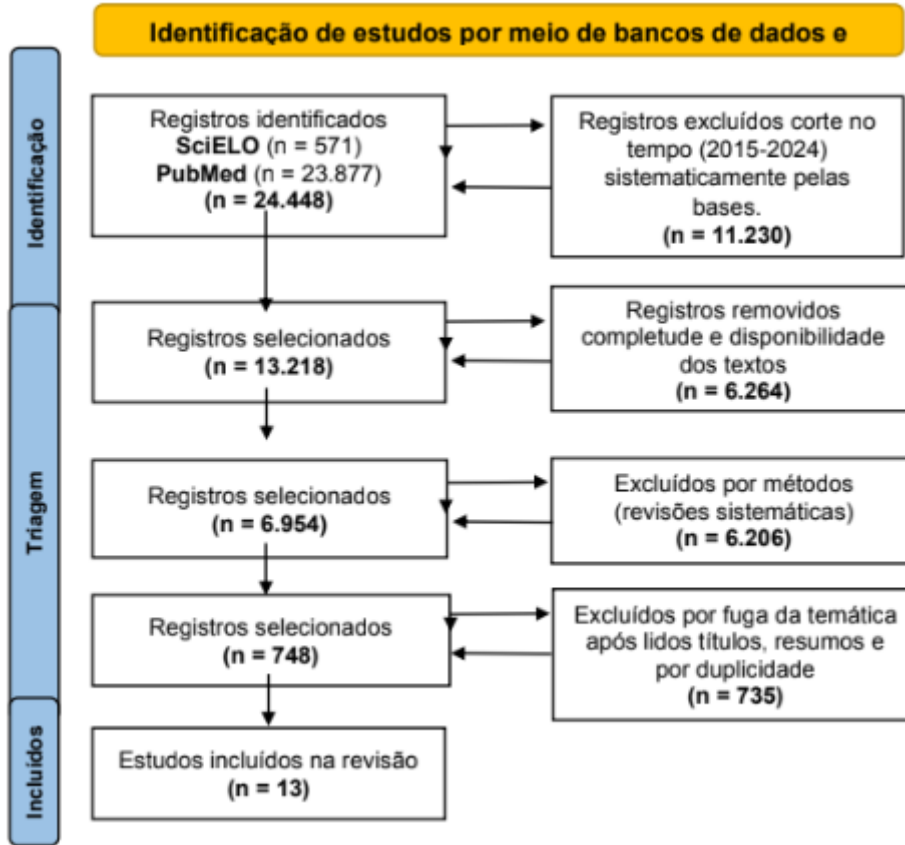 Identificação de estudos por meio de bancos de dados e
Identificação
Registros identificados
SciELO (n = 571)
PubMed (n = 23.877)
(n = 24.448)
Registros excluídos corte no
tempo (2015-2024)
sistematicamente pelas
bases.
(n = 11.230)
Triagem
Registros selecionados
(n = 13.218)
Registros removidos
completude e disponibilidade
dos textos
(n = 6.264)
Registros selecionados
(n = 6.954)
Excluídos por métodos
(revisões sistemáticas)
(n = 6.206)
Registros selecionados
(n = 748)
Excluídos por fuga da temática
após lidos títulos, resumos e
por duplicidade
(n = 735)
Incluídos
Estudos incluídos na revisão
(n = 13)